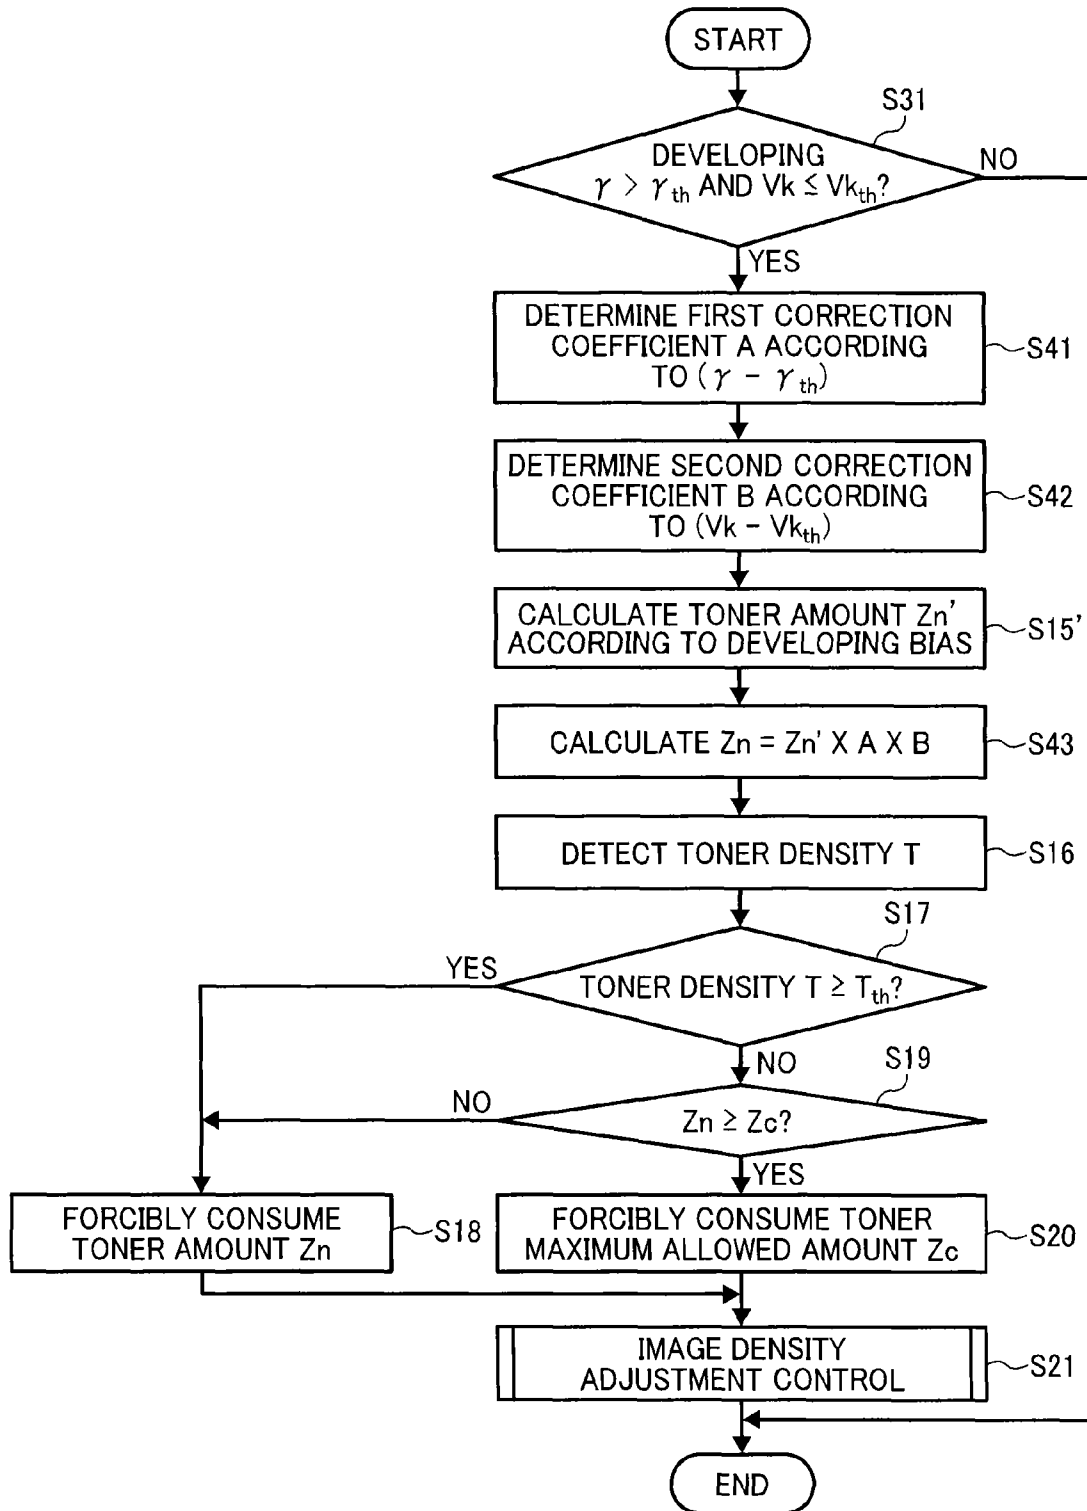 START
S31
DEVELOPING
γ > γth AND Vk ≤ Vkth?
NO
YES
DETERMINE FIRST CORRECTION
COEFFICIENT A ACCORDING
TO (γ - γth)
S41
DETERMINE SECOND CORRECTION
COEFFICIENT B ACCORDING
TO (Vk - Vkth)
S42
CALCULATE TONER AMOUNT Zn'
ACCORDING TO DEVELOPING BIAS
S15'
CALCULATE Zn = Zn' X A X B
S43
DETECT TONER DENSITY T
S16
S17
YES
TONER DENSITY T ≥ Tth?
NO
S19
NO
Zn ≥ Zc?
YES
FORCIBLY CONSUME
TONER AMOUNT Zn
S18
FORCIBLY CONSUME TONER
MAXIMUM ALLOWED AMOUNT Zc
S20
IMAGE DENSITY
ADJUSTMENT CONTROL
S21
END